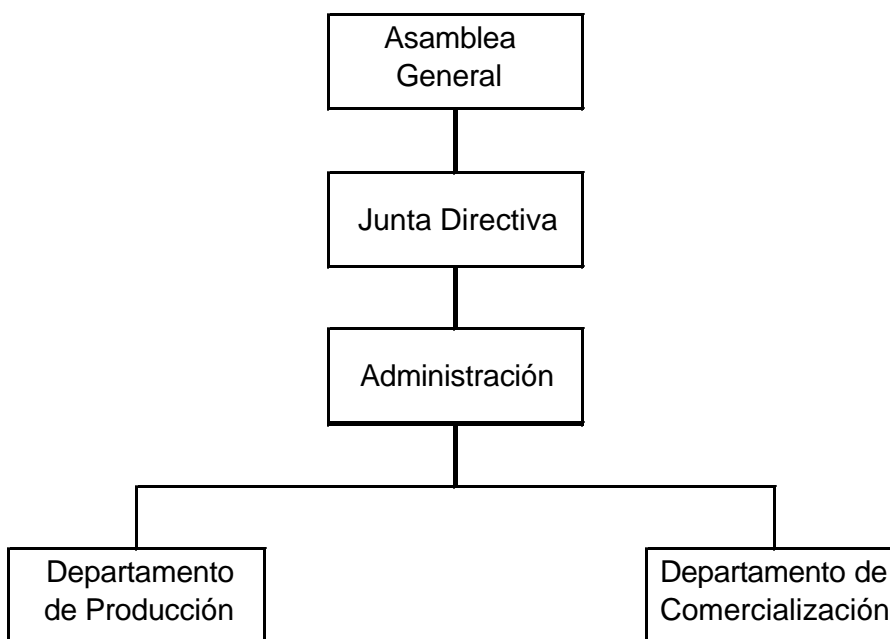 Asamblea
General
Junta Directiva
Administración
Departamento
de Producción
Departamento de
Comercialización